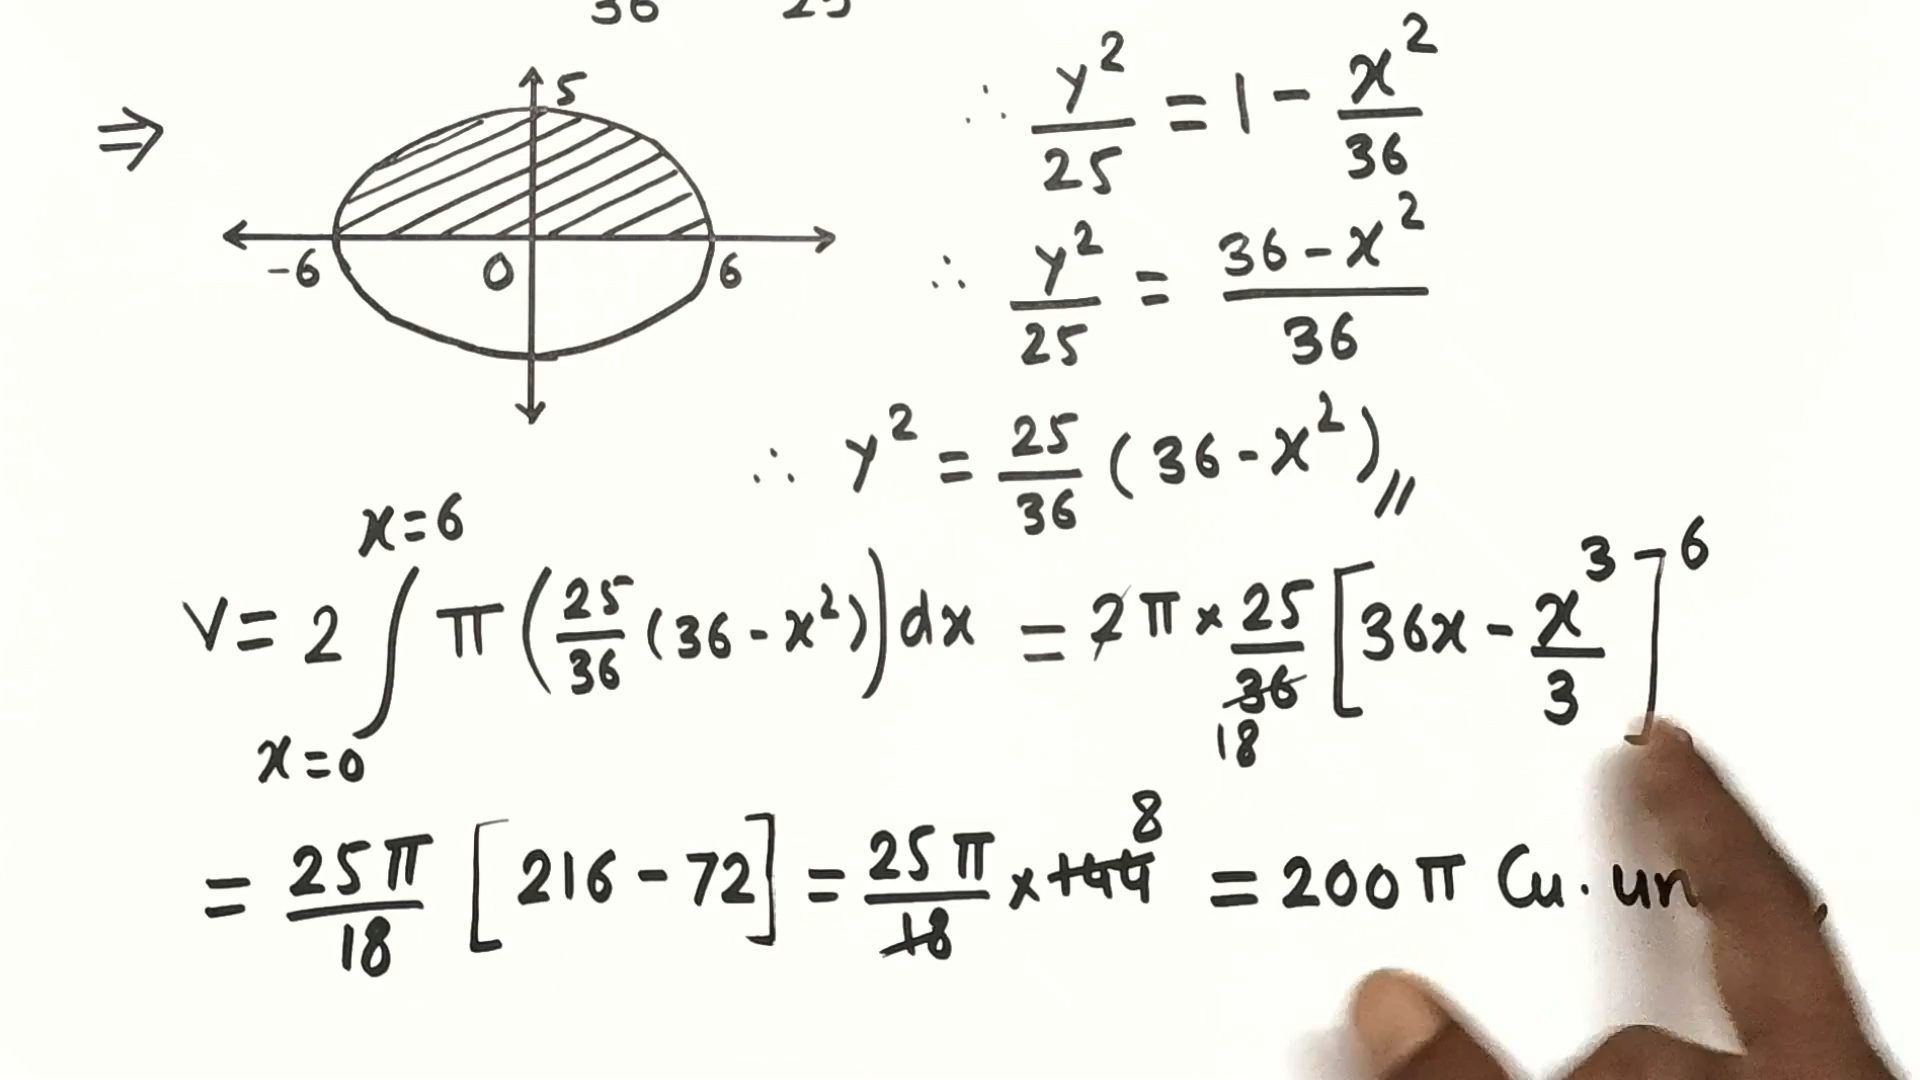 36 25
⇒
5
-6 0 6
∴ y²/25 = 1 - x²/36
∴ y²/25 = (36 - x²)/36
∴ y² = 25/36 (36 - x²)//
V = 2 ∫_{x=0}^{x=6} π (25/36 (36 - x²)) dx = 2π × 25/36 [36x - x³/3]^6
18
= 25π/18 [216 - 72] = 25π/18 × 144 8 = 200π Cu.